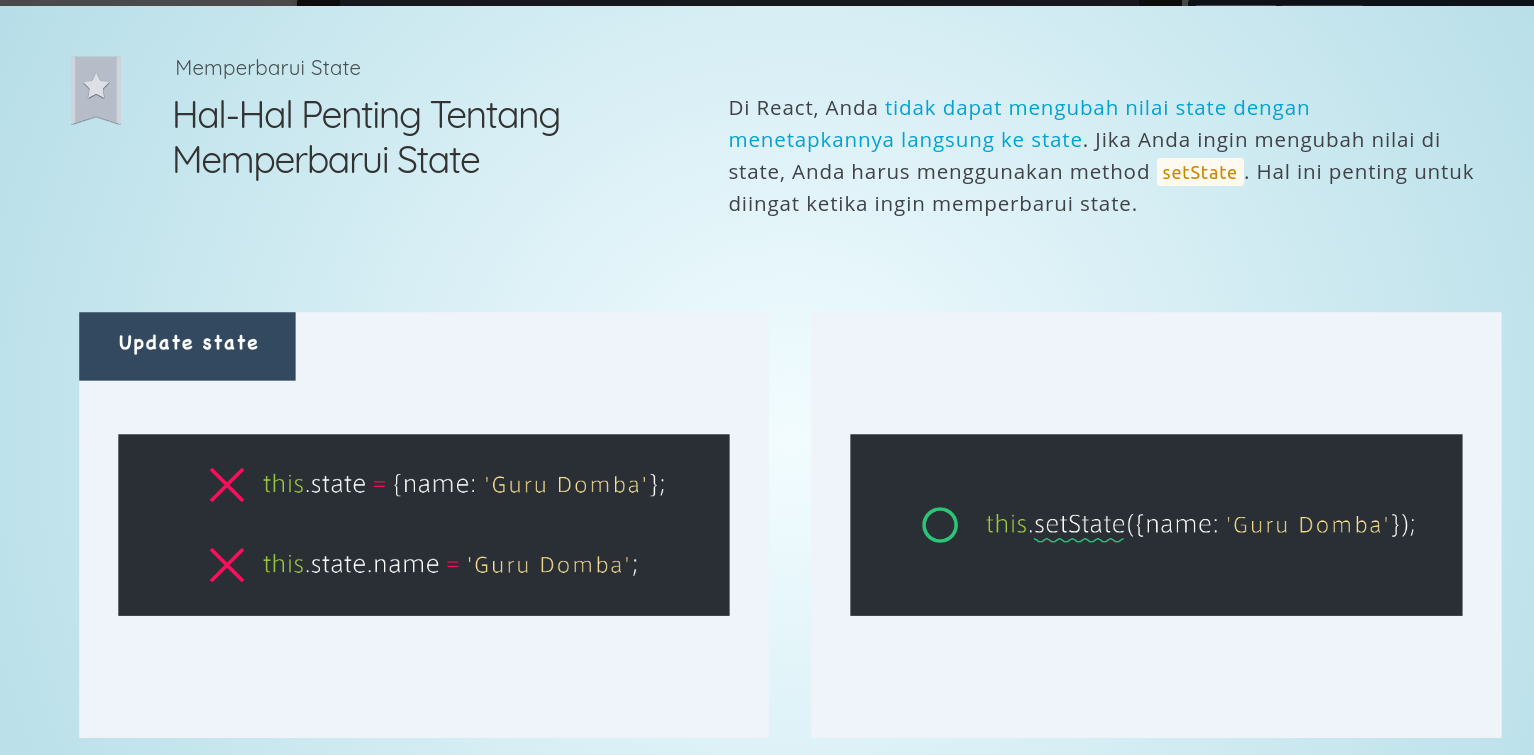 Memperbarui State
Hal-Hal Penting Tentang
Memperbarui State
Di React, Anda tidak dapat mengubah nilai state dengan
menetapkannya langsung ke state. Jika Anda ingin mengubah nilai di
state, Anda harus menggunakan method setState. Hal ini penting untuk
diingat ketika ingin memperbarui state.
Update state
this.state = {name: 'Guru Domba'};
this.state.name = 'Guru Domba';
this.setState({name: 'Guru Domba'});